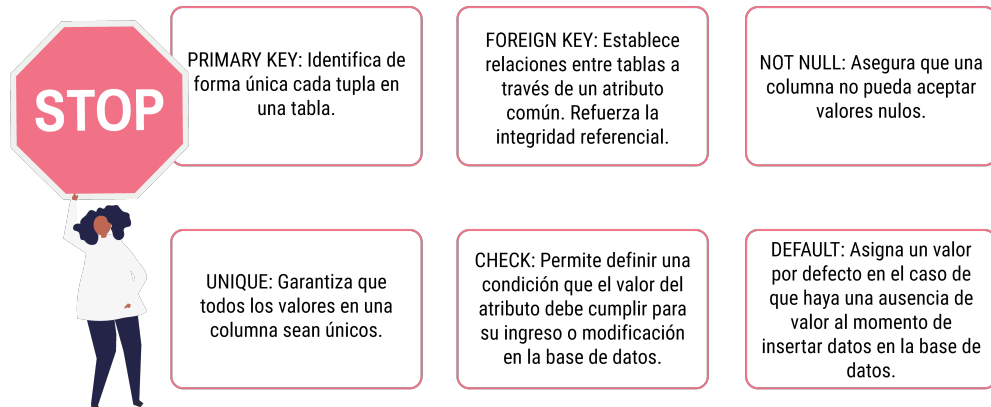 STOP
PRIMARY KEY: Identifica de
forma única cada tupla en
una tabla.
FOREIGN KEY: Establece
relaciones entre tablas a
través de un atributo
común. Refuerza la
integridad referencial.
NOT NULL: Asegura que una
columna no pueda aceptar
valores nulos.
UNIQUE: Garantiza que
todos los valores en una
columna sean únicos.
CHECK: Permite definir una
condición que el valor del
atributo debe cumplir para
su ingreso o modificación
en la base de datos.
DEFAULT: Asigna un valor
por defecto en el caso de
que haya una ausencia de
valor al momento de
insertar datos en la base de
datos.